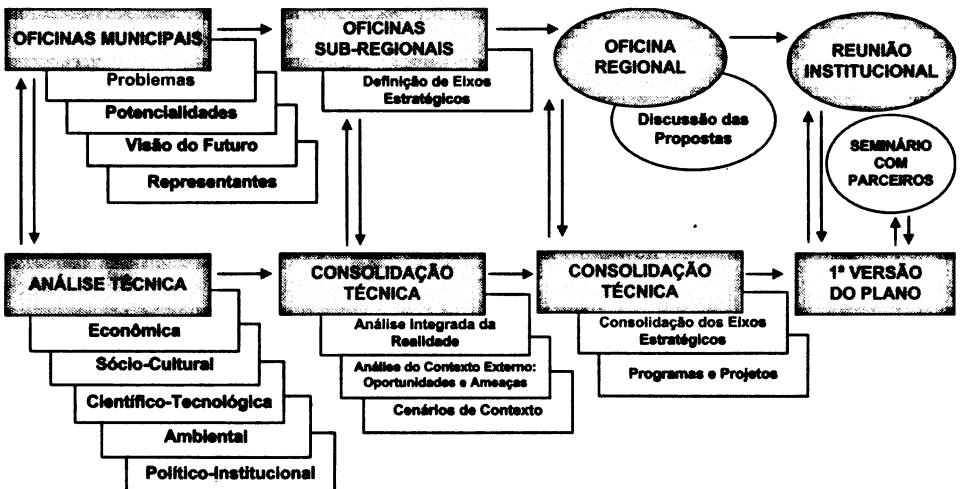 OFICINAS MUNICIPAIS
Problemas
Potencialidades
Visão do Futuro
Representantes
OFICINAS
SUB-REGIONAIS
Definição de Eixos
Estratégicos
OFICINA
REGIONAL
Discussão das
Propostas
REUNIÃO
INSTITUCIONAL
SEMINÁRIO
COM
PARCEIROS
ANÁLISE TÉCNICA
Econômica
Sócio-Cultural
Científico-Tecnológica
Ambiental
Político-Institucional
CONSOLIDAÇÃO
TÉCNICA
Análise Integrada da
Realidade
Análise do Contexto Externo:
Oportunidades e Ameaças
Cenários de Contexto
CONSOLIDAÇÃO
TÉCNICA
Consolidação dos Eixos
Estratégicos
Programas e Projetos
1ª VERSÃO
DO PLANO